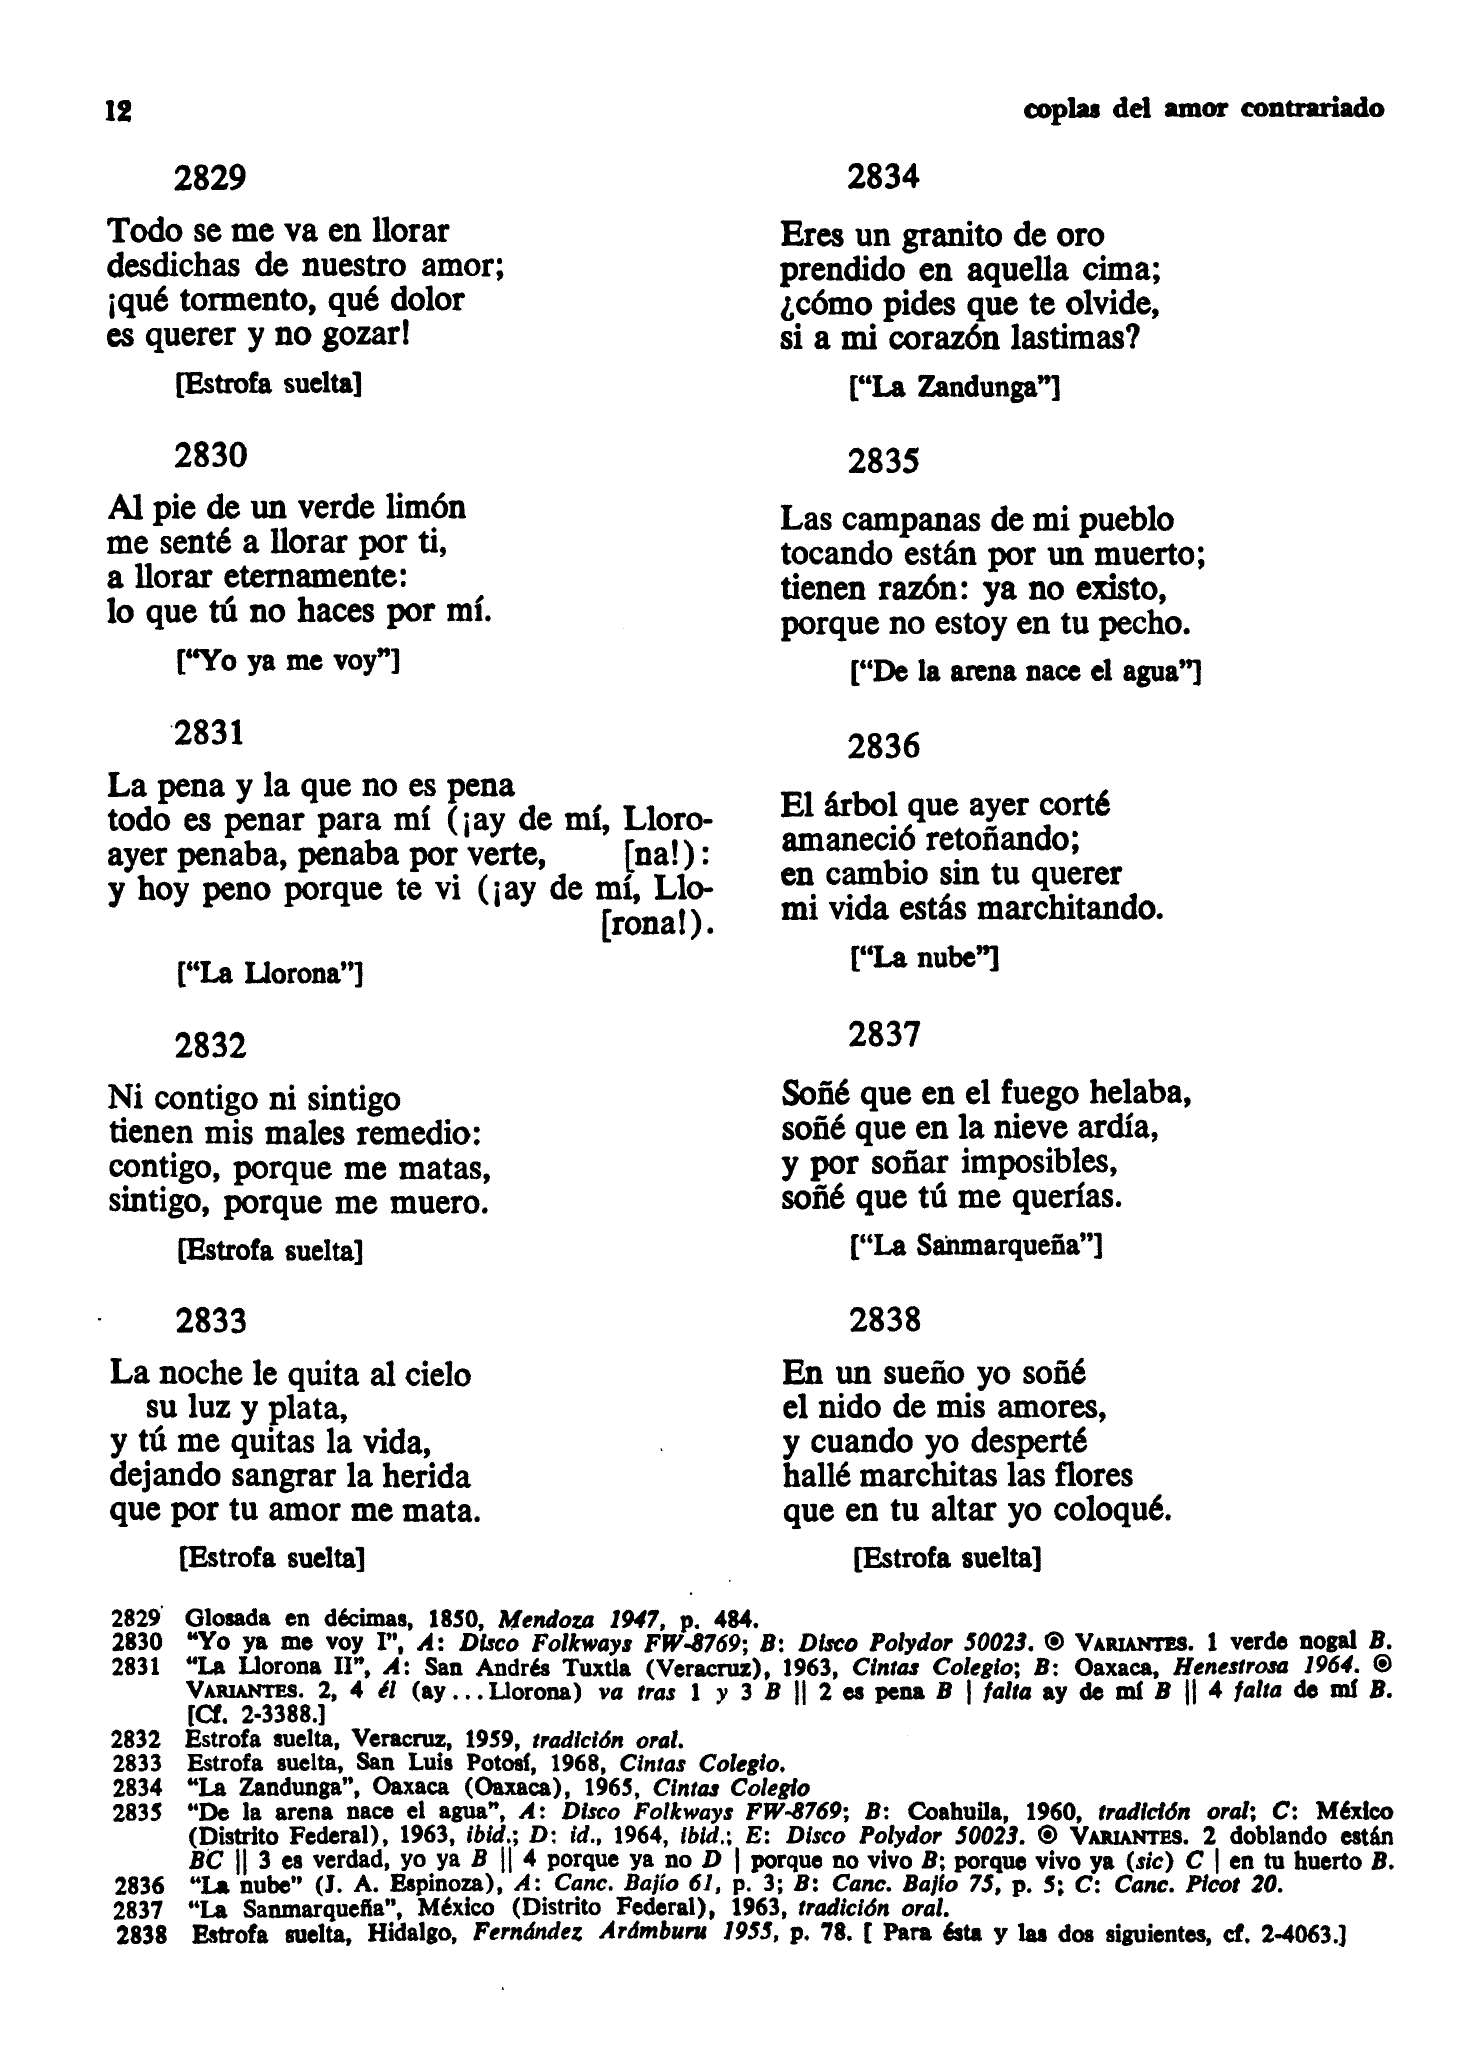 12
coplas del amor contrariado
2829
Todo se me va en llorar
desdichas de nuestro amor;
¡qué tormento, qué dolor
es querer y no gozar!
[Estrofa suelta]
2830
Al pie de un verde limón
me senté a llorar por ti,
a llorar eternamente:
lo que tú no haces por mí.
[“Yo ya me voy”]
2831
La pena y la que no es pena
todo es penar para mí (¡ay de mí, Lloro-
ayer penaba, penaba por verte, [na!):
y hoy peno porque te vi (¡ay de mí, Llo-
[rona!).
[“La Llorona”]
2832
Ni contigo ni sintigo
tienen mis males remedio:
contigo, porque me matas,
sintigo, porque me muero.
[Estrofa suelta]
2833
La noche le quita al cielo
su luz y plata,
y tú me quitas la vida,
dejando sangrar la herida
que por tu amor me mata.
[Estrofa suelta]
2834
Eres un granito de oro
prendido en aquella cima;
¿cómo pides que te olvide,
si a mi corazón lastimas?
[“La Zandunga”]
2835
Las campanas de mi pueblo
tocando están por un muerto;
tienen razón: ya no existo,
porque no estoy en tu pecho.
[“De la arena nace el agua”]
2836
El árbol que ayer corté
amaneció retoñando;
en cambio sin tu querer
mi vida estás marchitando.
[“La nube”]
2837
Soñé que en el fuego helaba,
soñé que en la nieve ardía,
y por soñar imposibles,
soñé que tú me querías.
[“La Sanmarqueña”]
2838
En un sueño yo soñé
el nido de mis amores,
y cuando yo desperté
hallé marchitas las flores
que en tu altar yo coloqué.
[Estrofa suelta]
2829 Glosada en décimas, 1850, Mendoza 1947, p. 484.
2830 “Yo ya me voy I”, A: Disco Folkways FW-8769; B: Disco Polydor 50023. ⊙ VARIANTES. 1 verde nogal B.
2831 “La Llorona II”, A: San Andrés Tuxtla (Veracruz), 1963, Cintas Colegio; B: Oaxaca, Henestrosa 1964. ⊙
VARIANTES. 2, 4 él (ay...Llorona) va tras 1 y 3 B || 2 es pena B | falta ay de mí B || 4 falta de mí B.
[Cf. 2-3388.]
2832 Estrofa suelta, Veracruz, 1959, tradición oral.
2833 Estrofa suelta, San Luis Potosí, 1968, Cintas Colegio.
2834 “La Zandunga”, Oaxaca (Oaxaca), 1965, Cintas Colegio
2835 “De la arena nace el agua”, A: Disco Folkways FW-8769; B: Coahuila, 1960, tradición oral; C: México
(Distrito Federal), 1963, ibid.; D: id., 1964, ibid.; E: Disco Polydor 50023. ⊙ VARIANTES. 2 doblando están
BC || 3 es verdad, yo ya B || 4 porque ya no D | porque no vivo B; porque vivo ya (sic) C | en tu huerto B.
2836 “La nube” (J. A. Espinoza), A: Canc. Bajío 61, p. 3; B: Canc. Bajío 75, p. 5; C: Canc. Picot 20.
2837 “La Sanmarqueña”, México (Distrito Federal), 1963, tradición oral.
2838 Estrofa suelta, Hidalgo, Fernández Arámburu 1955, p. 78. [ Para ésta y las dos siguientes, cf. 2-4063.]